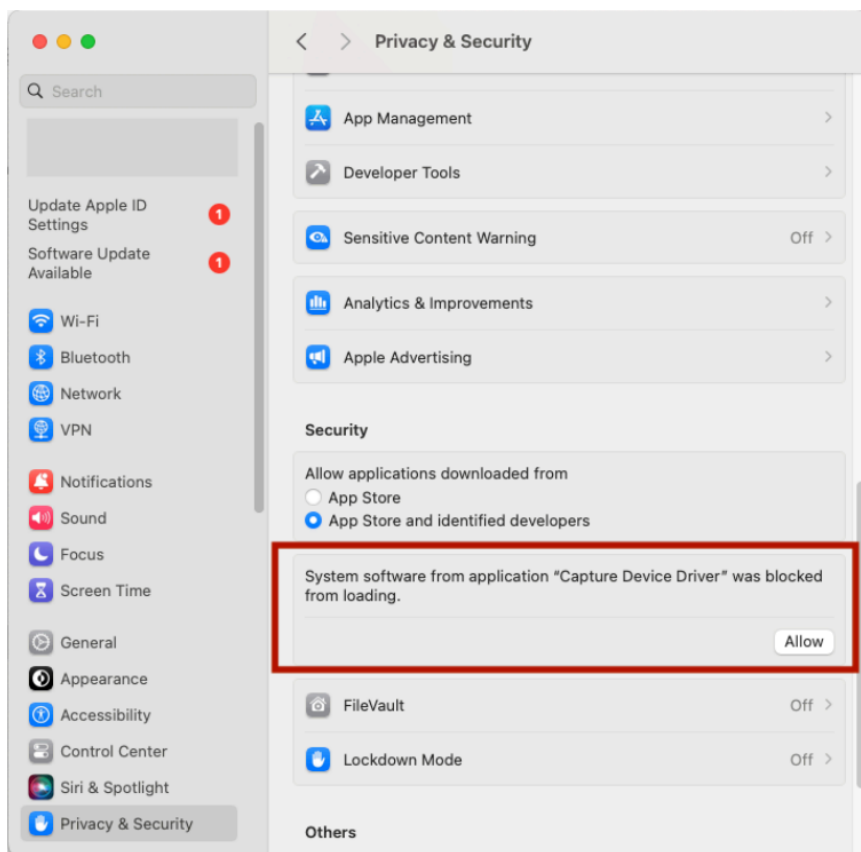 Privacy & Security
Search
Update Apple ID
Settings
1
Software Update
Available
1
Wi-Fi
Bluetooth
Network
VPN
Notifications
Sound
Focus
Screen Time
General
Appearance
Accessibility
Control Center
Siri & Spotlight
Privacy & Security
App Management
Developer Tools
Sensitive Content Warning Off
Analytics & Improvements
Apple Advertising
Security
Allow applications downloaded from
App Store
App Store and identified developers
System software from application “Capture Device Driver” was blocked
from loading.
Allow
FileVault Off
Lockdown Mode Off
Others